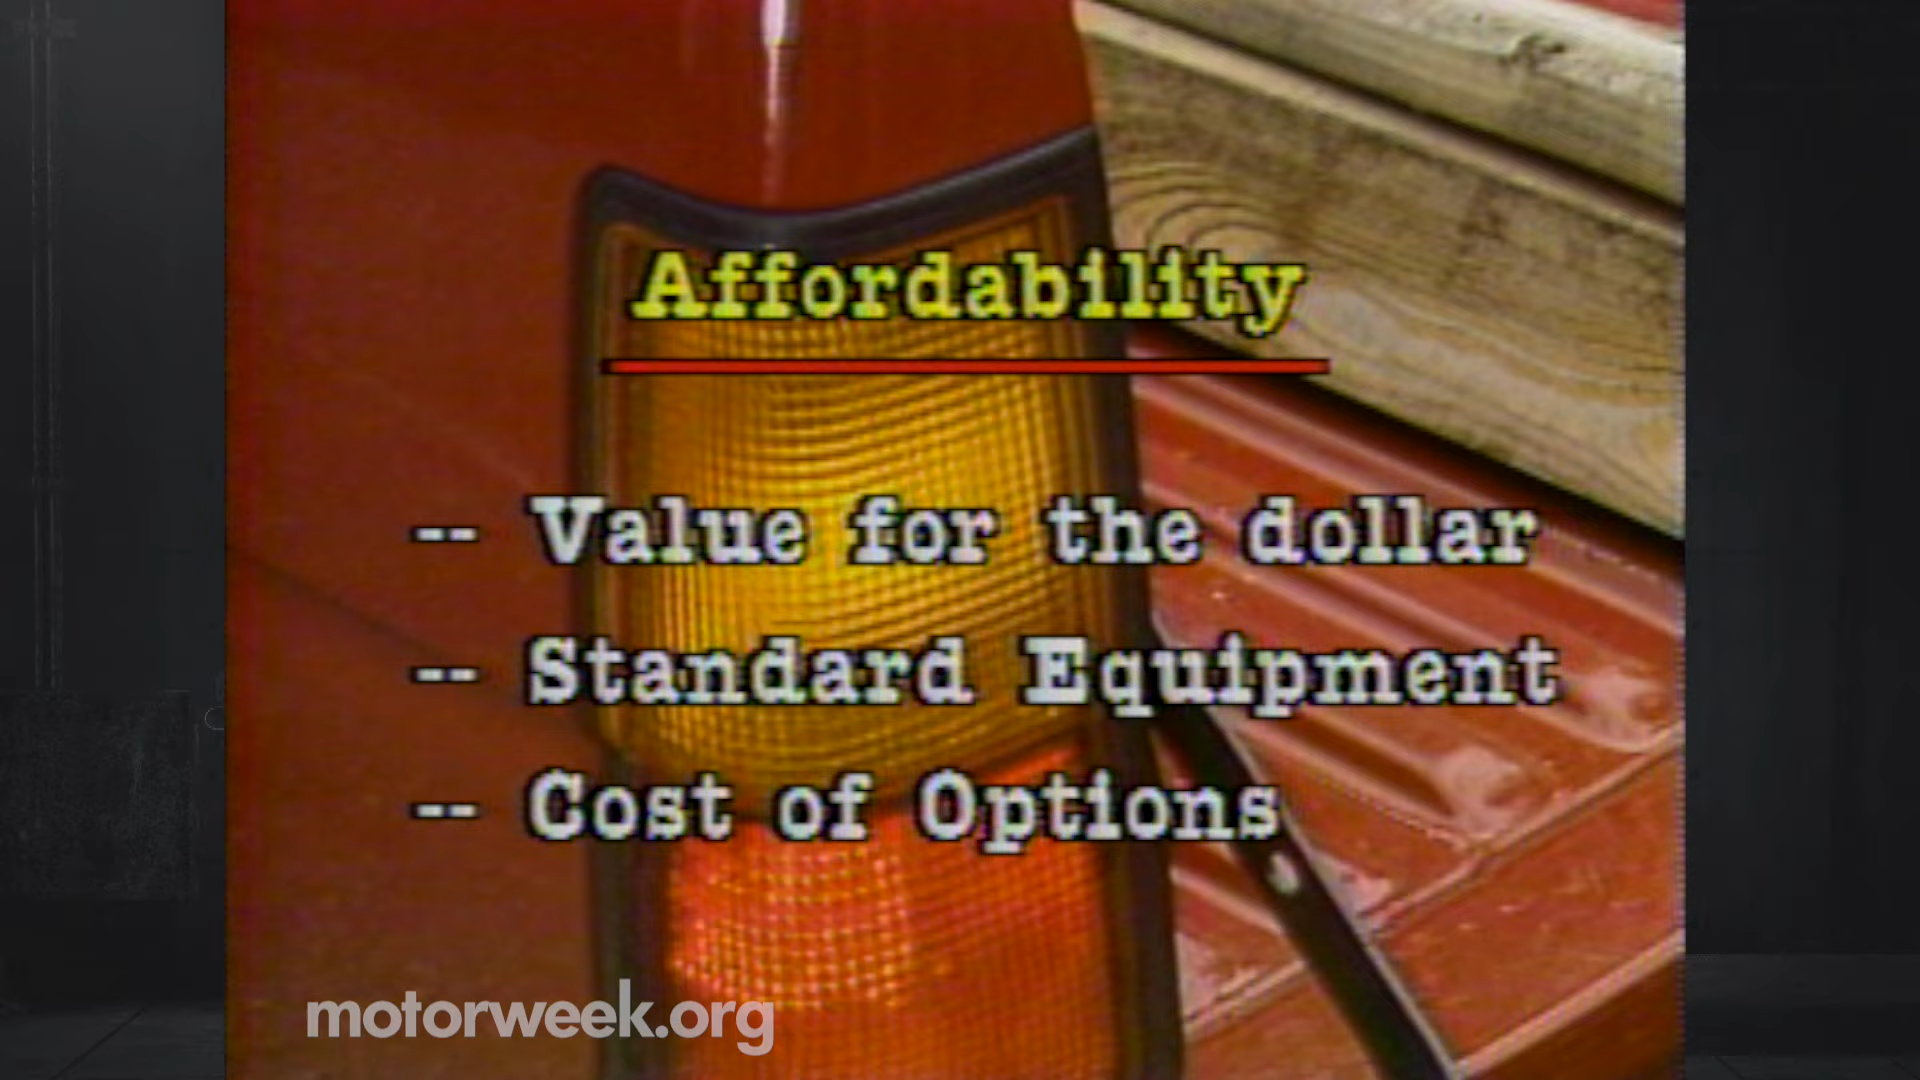 Affordability
-- Value for the dollar
-- Standard Equipment
-- Cost of Options
motorweek.org